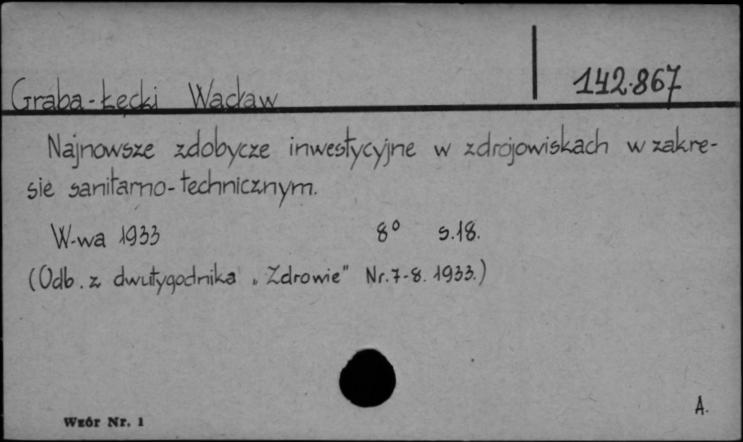 142.867
Graba-Łęcki Wacław
Najnowsze zdobycze inwestycyjne w zdrojowiskach w zakre-
sie sanitarno-technicznym.
W-wa 1933 8° s.18.
(Odb. z dwutygodnika „Zdrowie" Nr.7-8. 1933.)
A.
Wzór Nr. 1